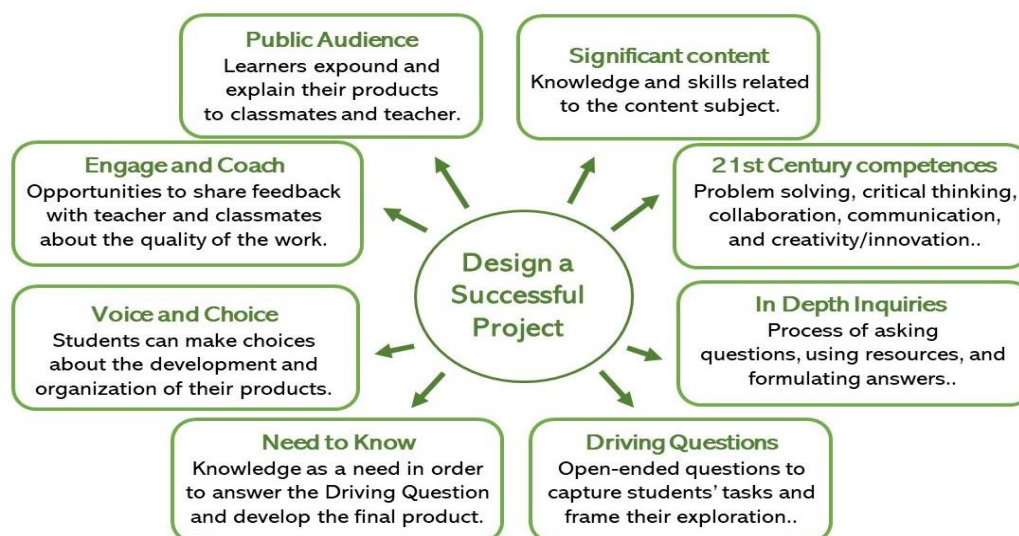 Public Audience
Learners expound and
explain their products
to classmates and teacher.
Significant content
Knowledge and skills related
to the content subject.
Engage and Coach
Opportunities to share feedback
with teacher and classmates
about the quality of the work.
21st Century competences
Problem solving, critical thinking,
collaboration, communication,
and creativity/innovation..
Design a
Successful
Project
Voice and Choice
Students can make choices
about the development and
organization of their products.
In Depth Inquiries
Process of asking
questions, using resources, and
formulating answers..
Need to Know
Knowledge as a need in order
to answer the Driving Question
and develop the final product.
Driving Questions
Open-ended questions to
capture students’ tasks and
frame their exploration..